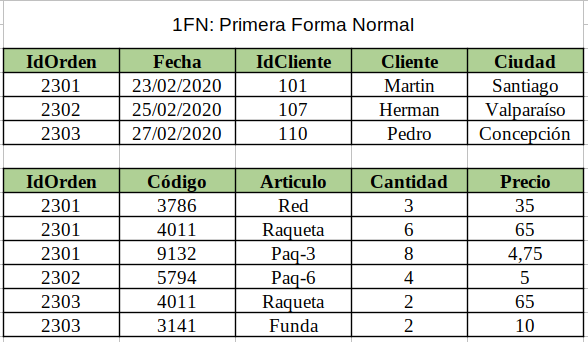 1FN: Primera Forma Normal
IdOrden Fecha IdCliente Cliente Ciudad
2301 23/02/2020 101 Martin Santiago
2302 25/02/2020 107 Herman Valparaíso
2303 27/02/2020 110 Pedro Concepción
IdOrden Código Articulo Cantidad Precio
2301 3786 Red 3 35
2301 4011 Raqueta 6 65
2301 9132 Paq-3 8 4,75
2302 5794 Paq-6 4 5
2303 4011 Raqueta 2 65
2303 3141 Funda 2 10